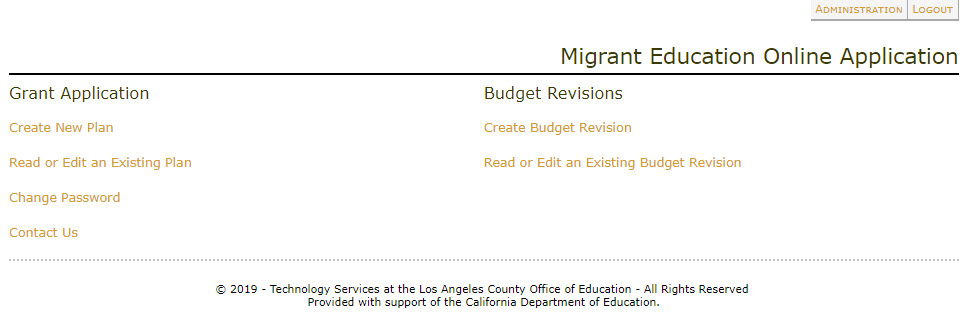 Administration
Logout
Migrant Education Online Application
Grant Application
Create New Plan
Read or Edit an Existing Plan
Change Password
Contact Us
Budget Revisions
Create Budget Revision
Read or Edit an Existing Budget Revision
© 2019 - Technology Services at the Los Angeles County Office of Education - All Rights Reserved
Provided with support of the California Department of Education.